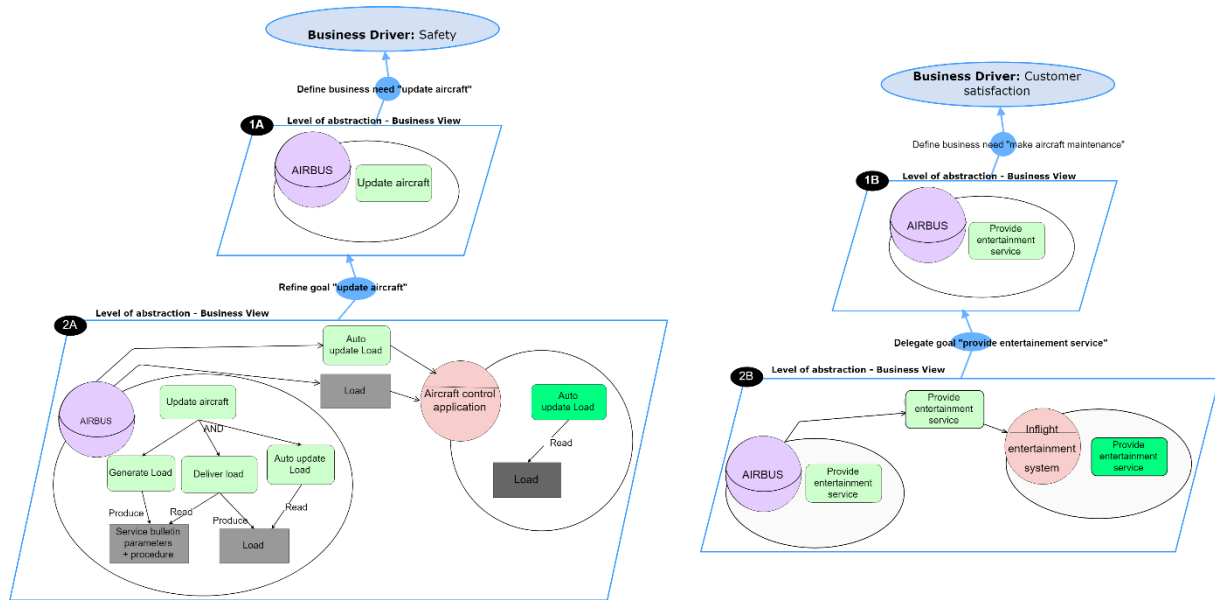 Business Driver: Safety
Define business need "update aircraft"
1A
Level of abstraction - Business View
AIRBUS
Update aircraft
Refine goal "update aircraft"
2A
Level of abstraction - Business View
Auto
update Load
Load
Aircraft control
application
AIRBUS
Update aircraft
AND
Generate Load
Deliver load
Auto update
Load
Produce
Read
Produce
Read
Service bulletin
parameters
+ procedure
Load
Auto
update Load
Read
Load
Business Driver: Customer
satisfaction
Define business need "make aircraft maintenance"
1B
Level of abstraction - Business View
AIRBUS
Provide
entertainment
service
Delegate goal "provide entertainement service"
2B
Level of abstraction - Business View
Provide
entertainment
service
AIRBUS
Provide
entertainment
service
Inflight
entertainment
system
Provide
entertainment
service